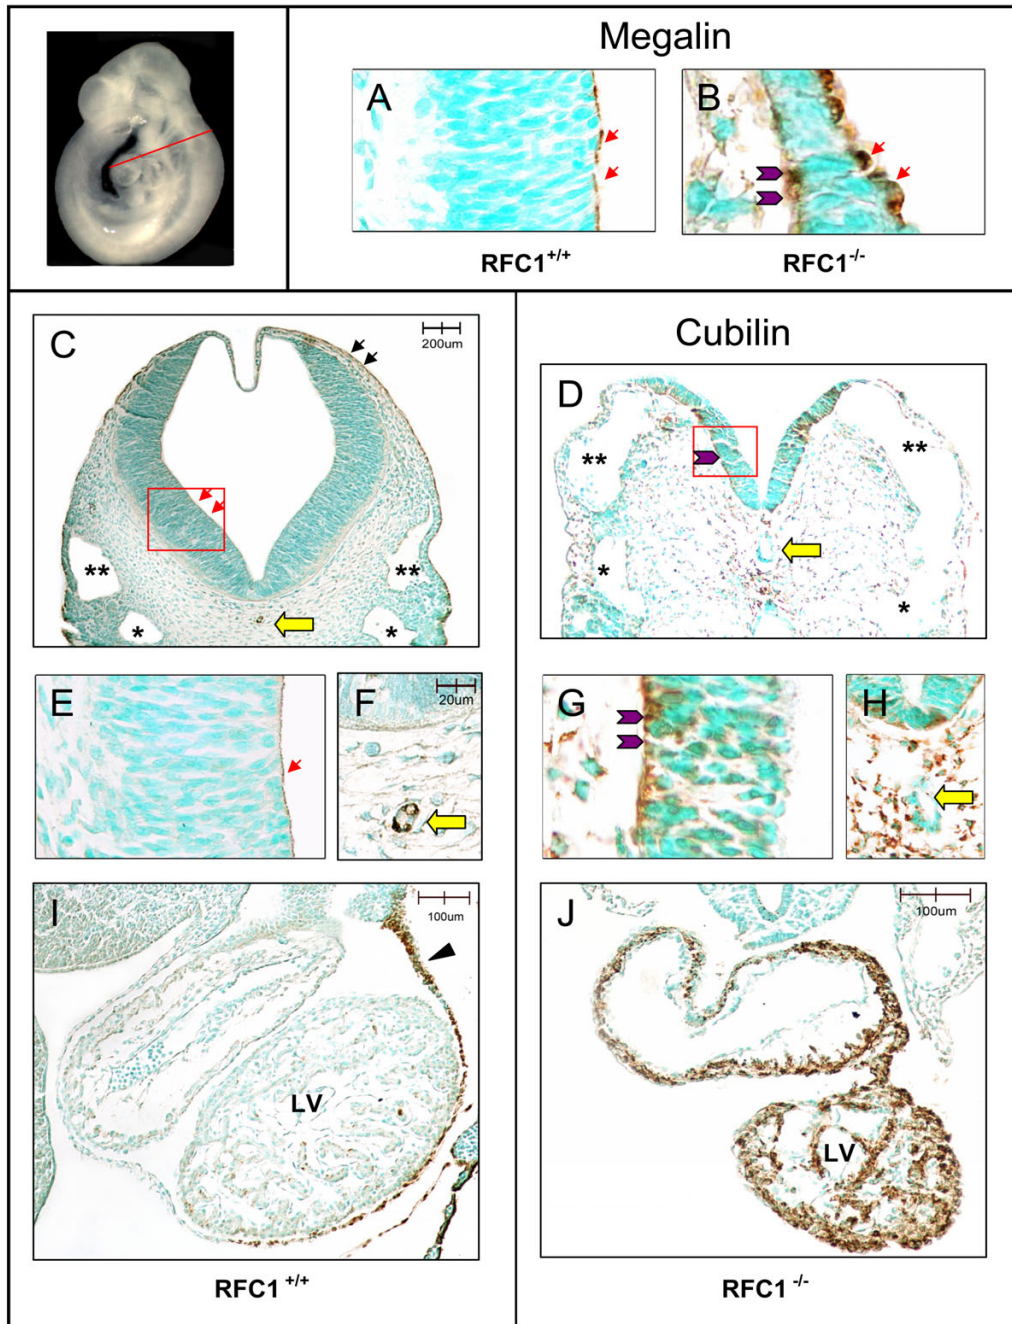 Megalin
A
B
RFC1+/+
RFC1-/-
Cubilin
C
200um
D
**
**
*
*
**
**
*
*
E
F
20um
G
H
I
100um
LV
J
100um
LV
RFC1 +/+
RFC1 -/-